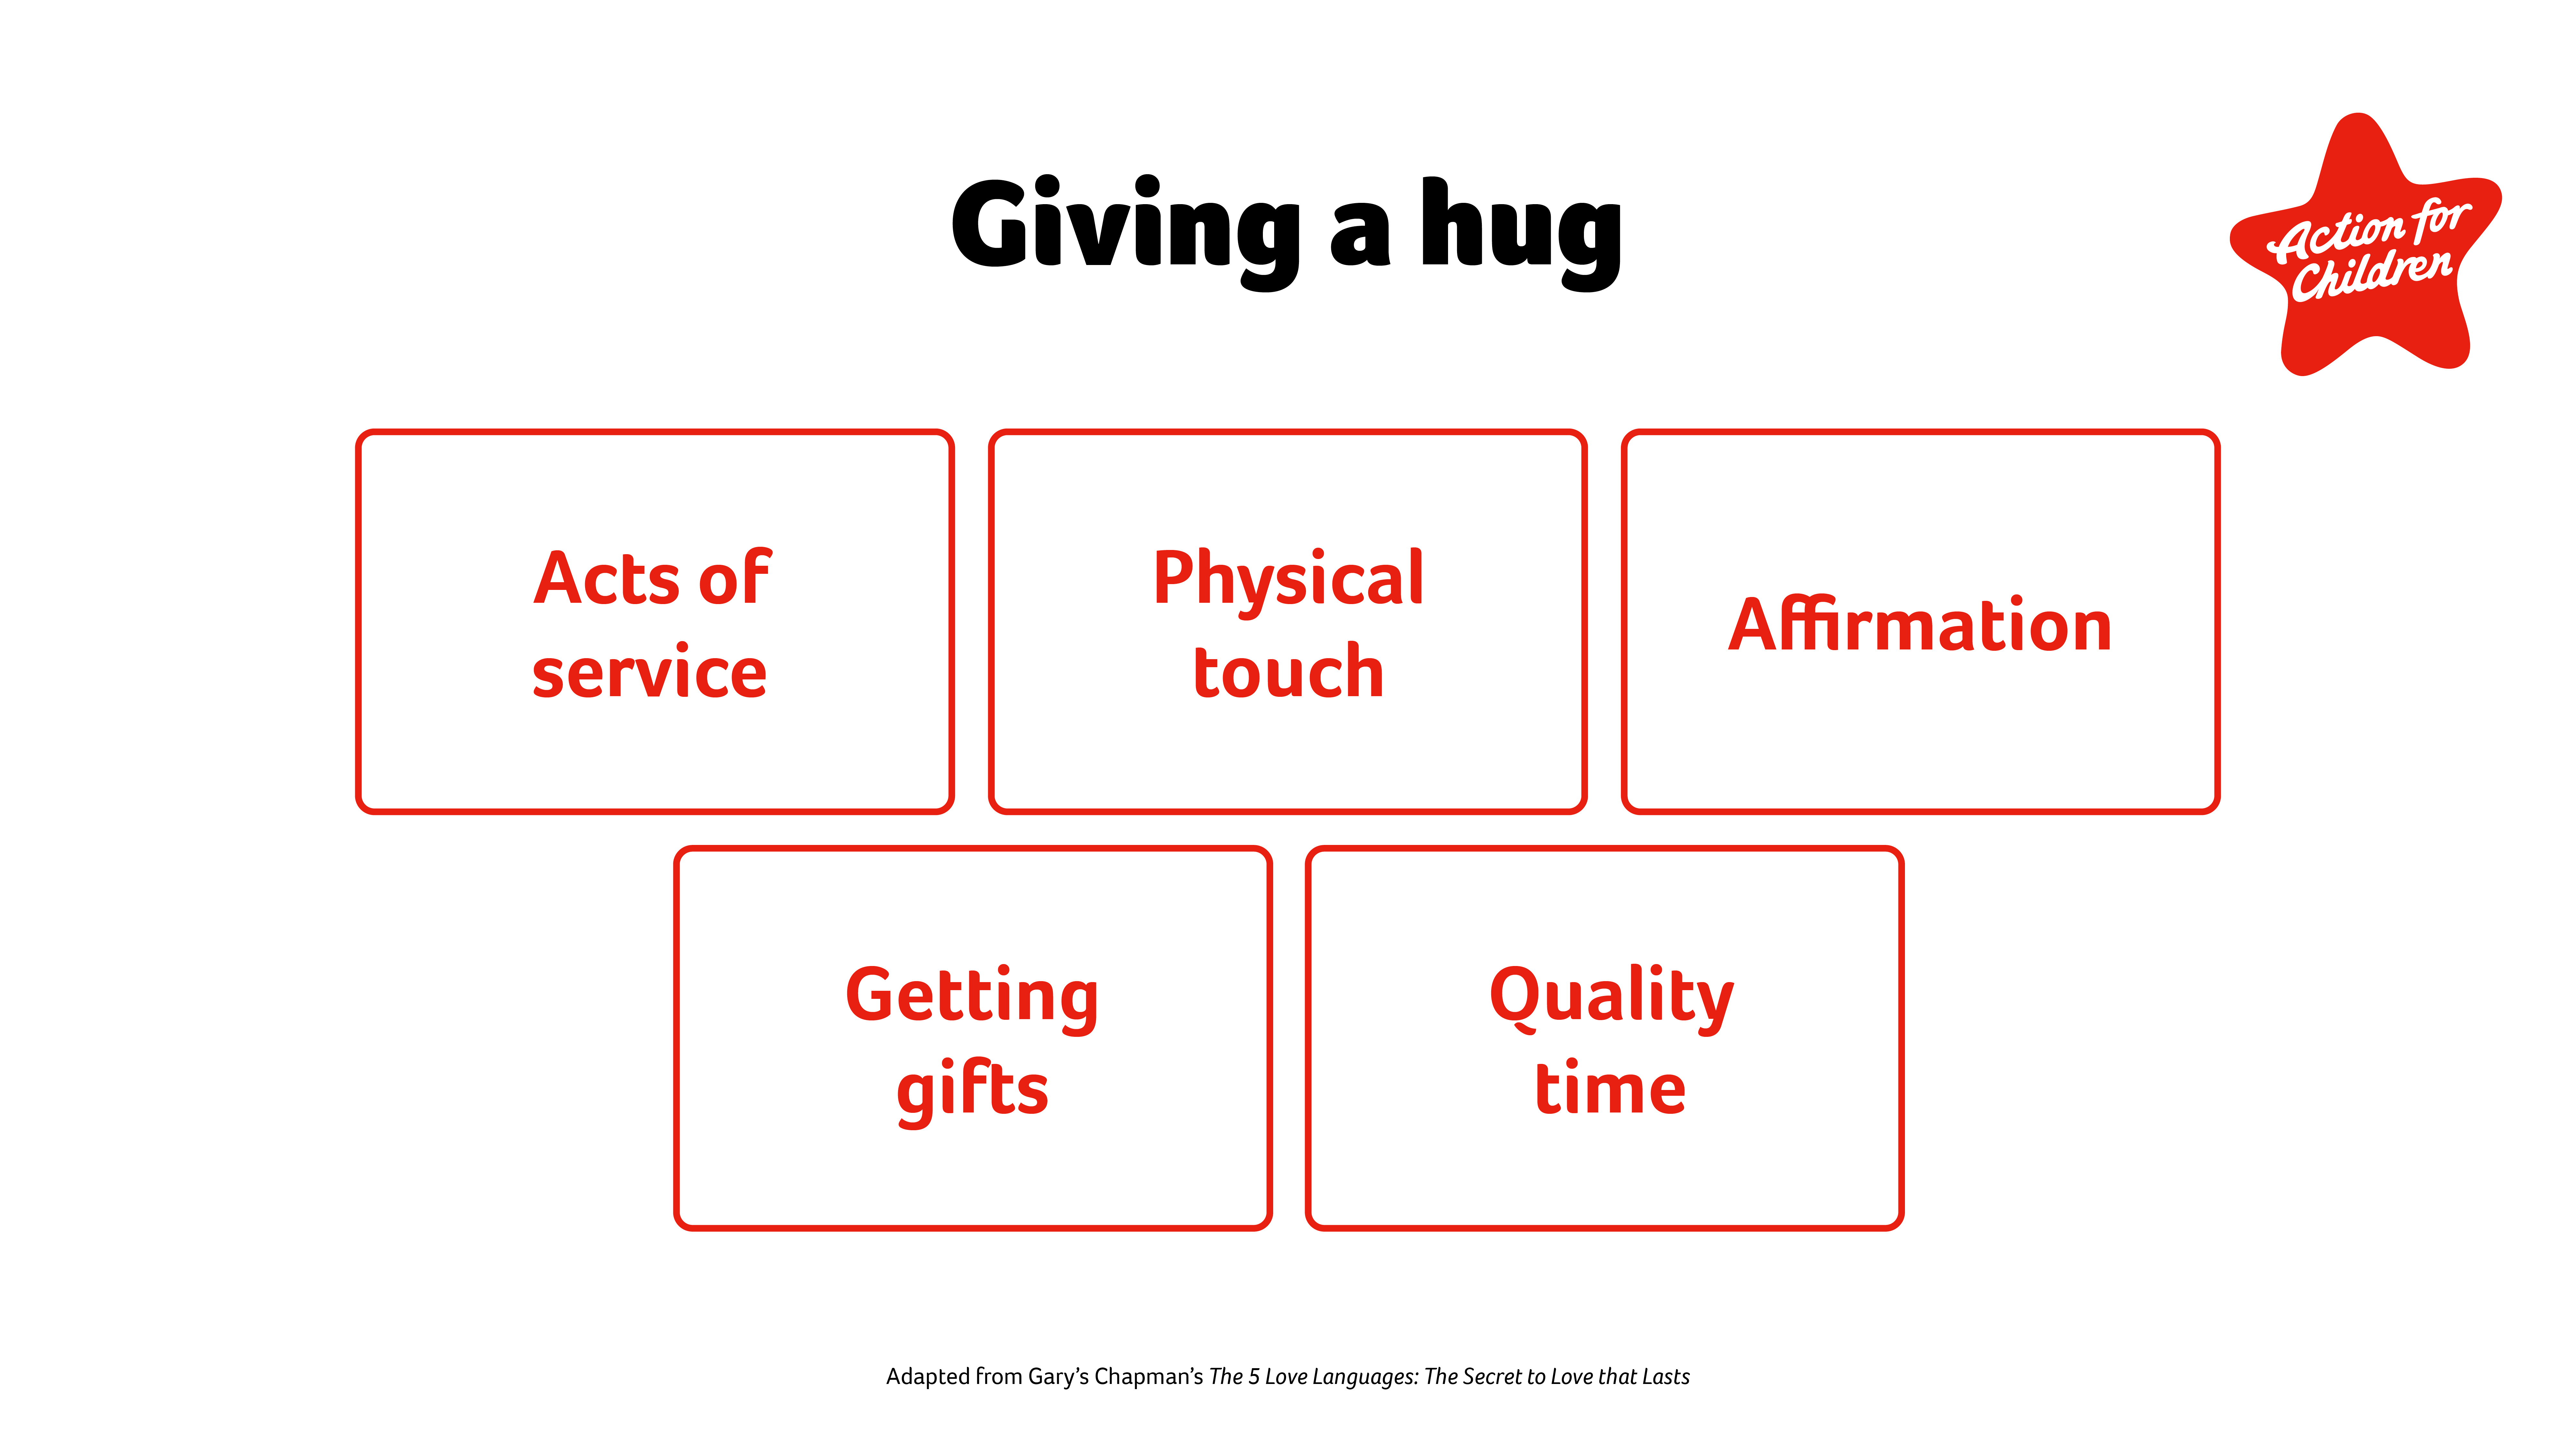 Giving a hug
Action for
Children
Acts of
service
Physical
touch
Affirmation
Getting
gifts
Quality
time
Adapted from Gary’s Chapman’s The 5 Love Languages: The Secret to Love that Lasts